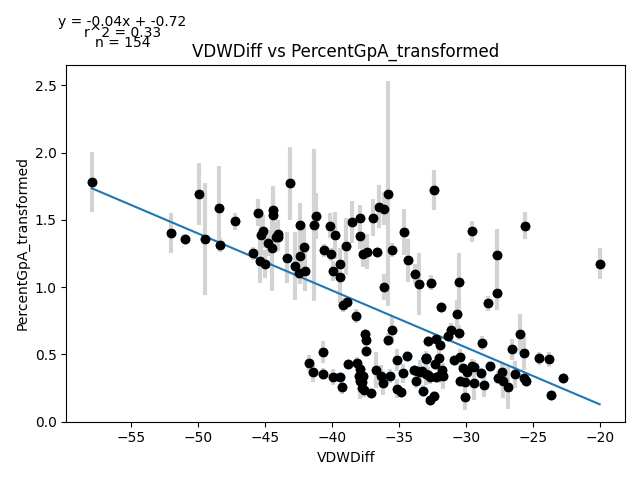 y = -0.04x + -0.72
r^2 = 0.33
n = 154
VDWDiff vs PercentGpA_transformed
PercentGpA_transformed
2.5
2.0
1.5
1.0
0.5
0.0
−55
−50
−45
−40
−35
−30
−25
−20
VDWDiff